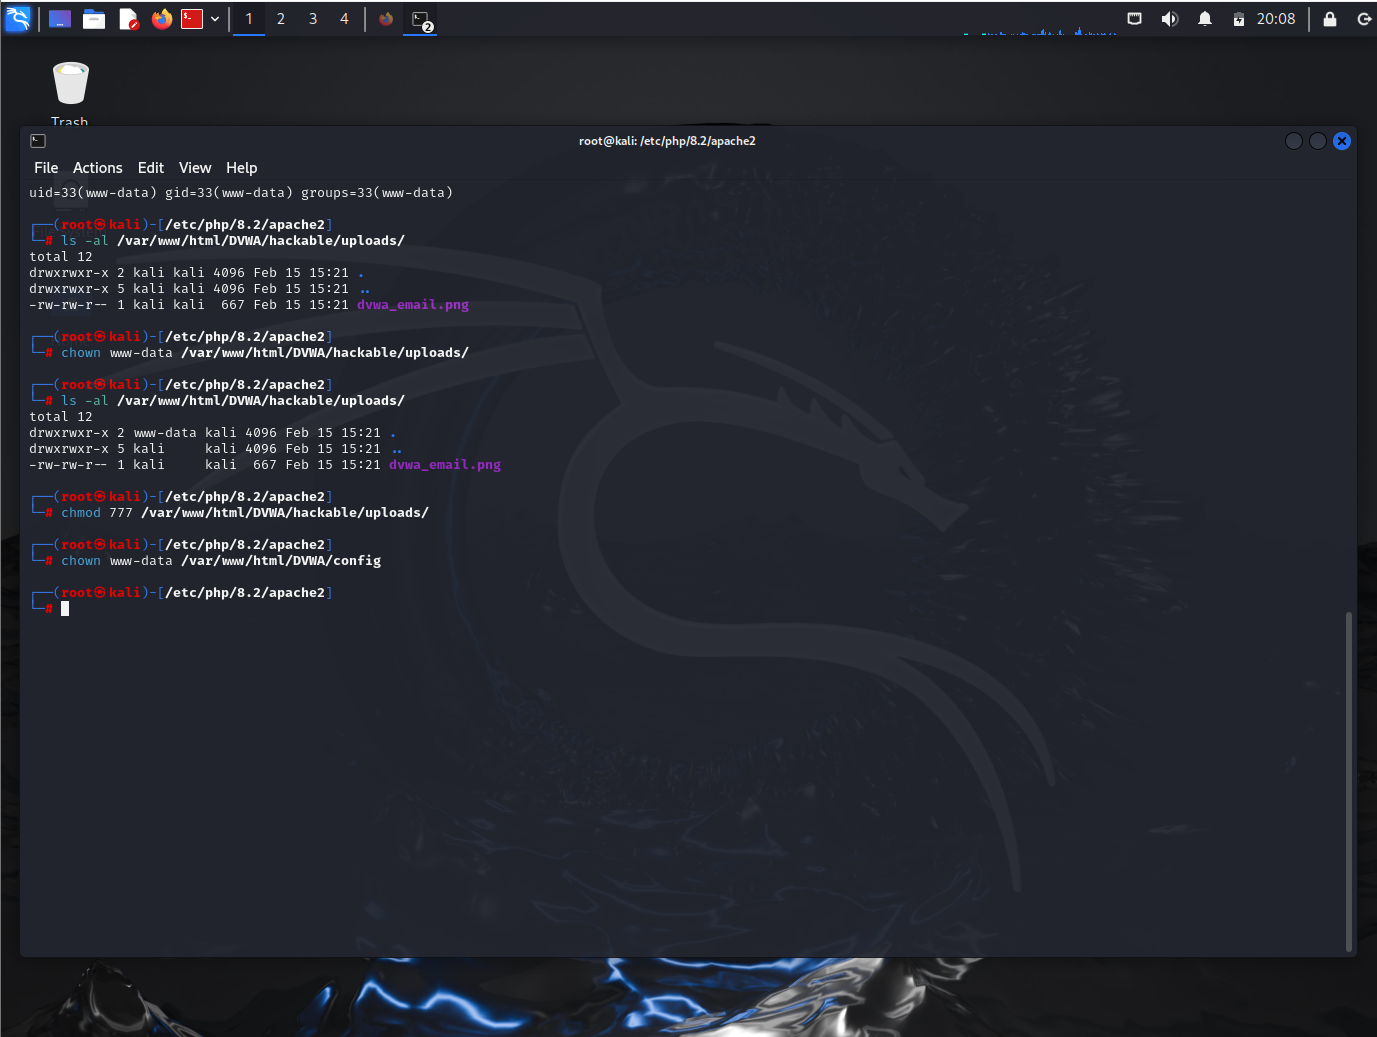 1 2 3 4 2 20:08
Trash
root@kali: /etc/php/8.2/apache2
File Actions Edit View Help
uid=33(www-data) gid=33(www-data) groups=33(www-data)
┌──(root㉿kali)-[/etc/php/8.2/apache2]
└─# ls -al /var/www/html/DVWA/hackable/uploads/
total 12
drwxrwxr-x 2 kali kali 4096 Feb 15 15:21 .
drwxrwxr-x 5 kali kali 4096 Feb 15 15:21 ..
-rw-rw-r-- 1 kali kali  667 Feb 15 15:21 dvwa_email.png
┌──(root㉿kali)-[/etc/php/8.2/apache2]
└─# chown www-data /var/www/html/DVWA/hackable/uploads/
┌──(root㉿kali)-[/etc/php/8.2/apache2]
└─# ls -al /var/www/html/DVWA/hackable/uploads/
total 12
drwxrwxr-x 2 www-data kali 4096 Feb 15 15:21 .
drwxrwxr-x 5 kali     kali 4096 Feb 15 15:21 ..
-rw-rw-r-- 1 kali     kali  667 Feb 15 15:21 dvwa_email.png
┌──(root㉿kali)-[/etc/php/8.2/apache2]
└─# chmod 777 /var/www/html/DVWA/hackable/uploads/
┌──(root㉿kali)-[/etc/php/8.2/apache2]
└─# chown www-data /var/www/html/DVWA/config
┌──(root㉿kali)-[/etc/php/8.2/apache2]
└─#